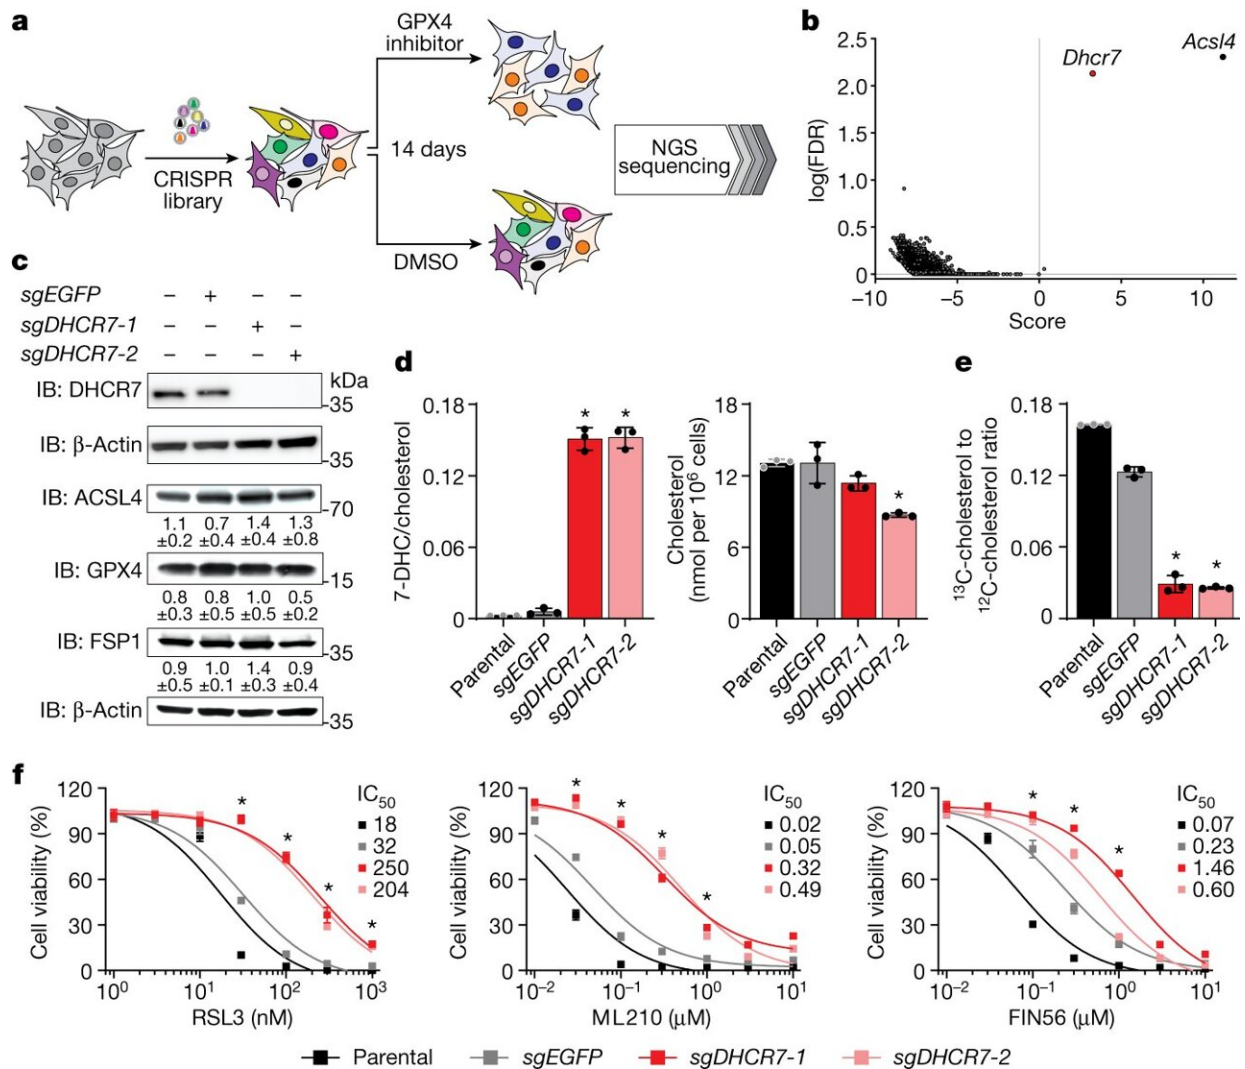 a
GPX4
inhibitor
CRISPR
library
14 days
DMSO
NGS
sequencing
b
2.5
2.0
1.5
1.0
0.5
0
log(FDR)
Dhcr7
Acsl4
−10
−5
0
5
10
Score
c
sgEGFP − + − −
sgDHCR7-1 − − + −
sgDHCR7-2 − − − +
kDa
IB: DHCR7
-35
IB: β-Actin
-35
IB: ACSL4
-70
1.1 0.7 1.4 1.3
±0.2 ±0.4 ±0.4 ±0.8
IB: GPX4
-15
0.8 0.8 1.0 0.5
±0.3 ±0.5 ±0.5 ±0.2
IB: FSP1
-35
0.9 1.0 1.4 0.9
±0.5 ±0.1 ±0.3 ±0.4
IB: β-Actin
-35
d
7-DHC/cholesterol
0.18
0.12
0.06
0
* *
Parental
sgEGFP
sgDHCR7-1
sgDHCR7-2
Cholesterol
(nmol per 10⁶ cells)
18
12
6
0
*
Parental
sgEGFP
sgDHCR7-1
sgDHCR7-2
e
¹³C-cholesterol to
¹²C-cholesterol ratio
0.18
0.12
0.06
0
* *
Parental
sgEGFP
sgDHCR7-1
sgDHCR7-2
f
Cell viability (%)
120
90
60
30
0
* * * *
IC₅₀
18
32
250
204
10⁰ 10¹ 10² 10³
RSL3 (nM)
Cell viability (%)
120
90
60
30
0
* * * *
IC₅₀
0.02
0.05
0.32
0.49
10⁻² 10⁻¹ 10⁰ 10¹
ML210 (μM)
Cell viability (%)
120
90
60
30
0
* * *
IC₅₀
0.07
0.23
1.46
0.60
10⁻² 10⁻¹ 10⁰ 10¹
FIN56 (μM)
Parental sgEGFP sgDHCR7-1 sgDHCR7-2